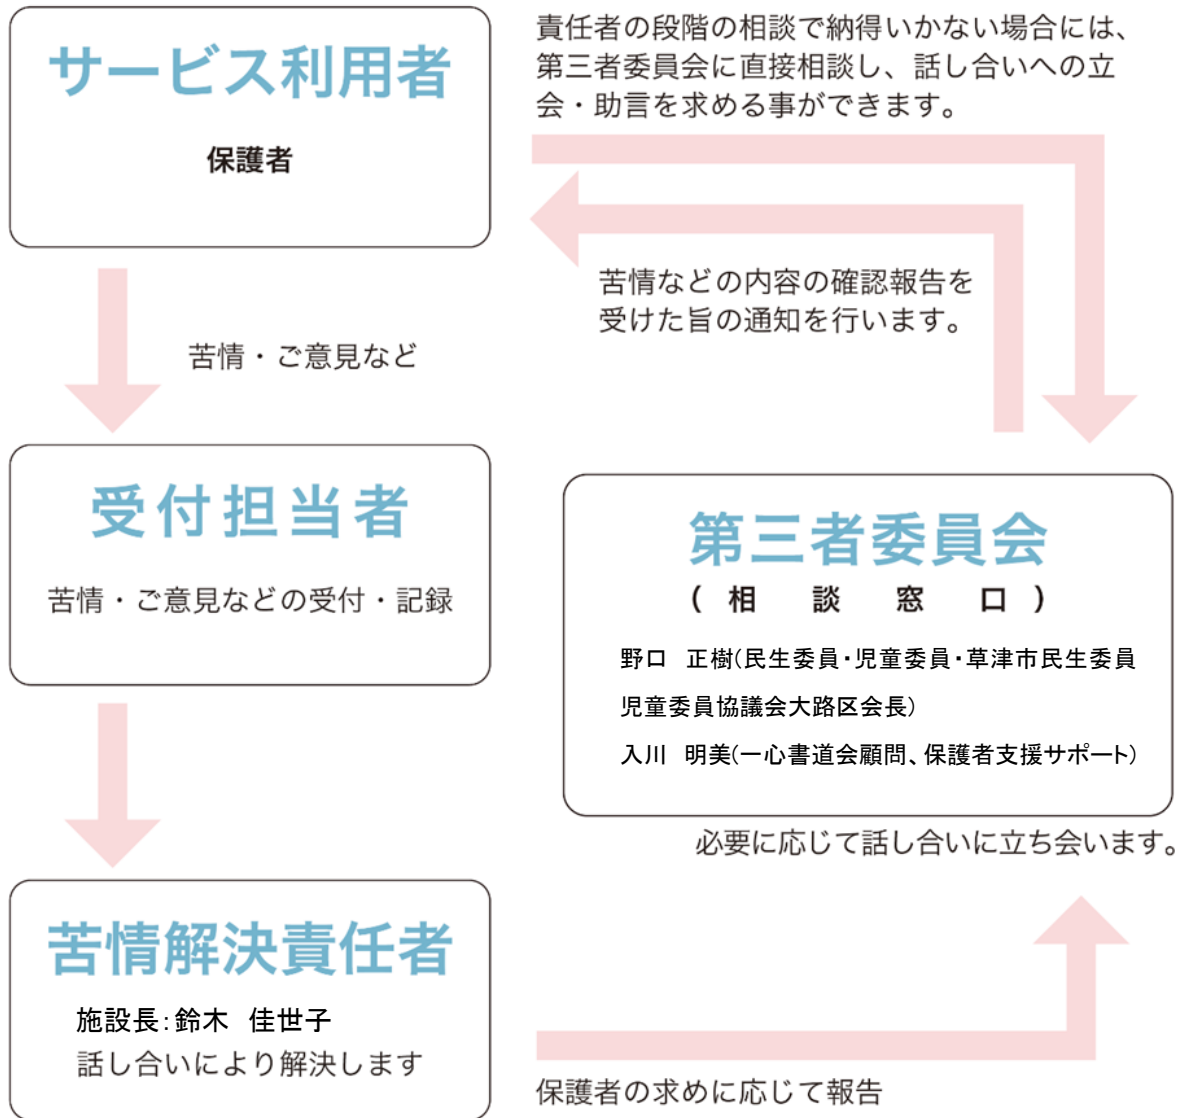 サービス利用者
保護者
責任者の段階の相談で納得いかない場合には、
第三者委員会に直接相談し、話し合いへの立
会・助言を求める事ができます。
苦情などの内容の確認報告を
受けた旨の通知を行います。
苦情・ご意見など
受付担当者
苦情・ご意見などの受付・記録
第三者委員会
(相　談　窓　口)
野口　正樹(民生委員・児童委員・草津市民生委員
児童委員協議会大路区会長)
入川　明美(一心書道会顧問、保護者支援サポート)
必要に応じて話し合いに立ち会います。
苦情解決責任者
施設長:鈴木　佳世子
話し合いにより解決します
保護者の求めに応じて報告